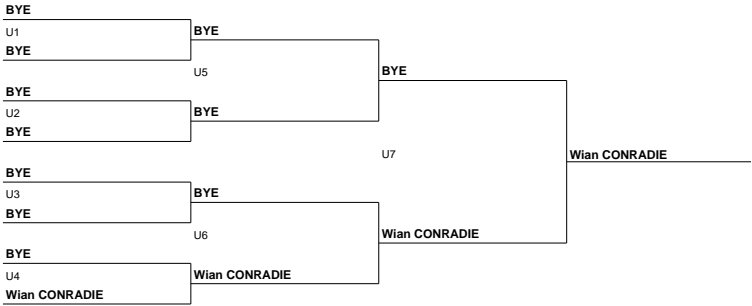 BYE
U1
BYE
BYE
U5
BYE
BYE
U2
BYE
BYE
U7
Wian CONRADIE
BYE
U3
BYE
BYE
U6
Wian CONRADIE
BYE
U4
Wian CONRADIE
Wian CONRADIE